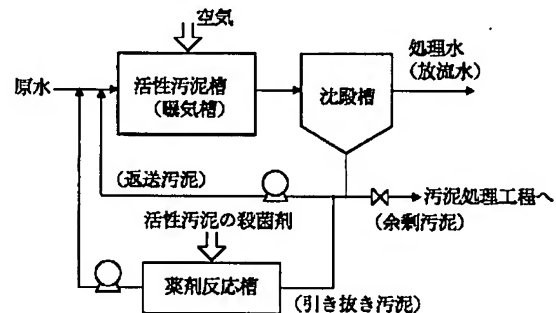 空気
原水
活性汚泥槽
(曝気槽)
沈殿槽
処理水
(放流水)
(返送汚泥)
汚泥処理工程へ
(余剰汚泥)
活性汚泥の殺菌剤
薬剤反応槽
(引き抜き汚泥)